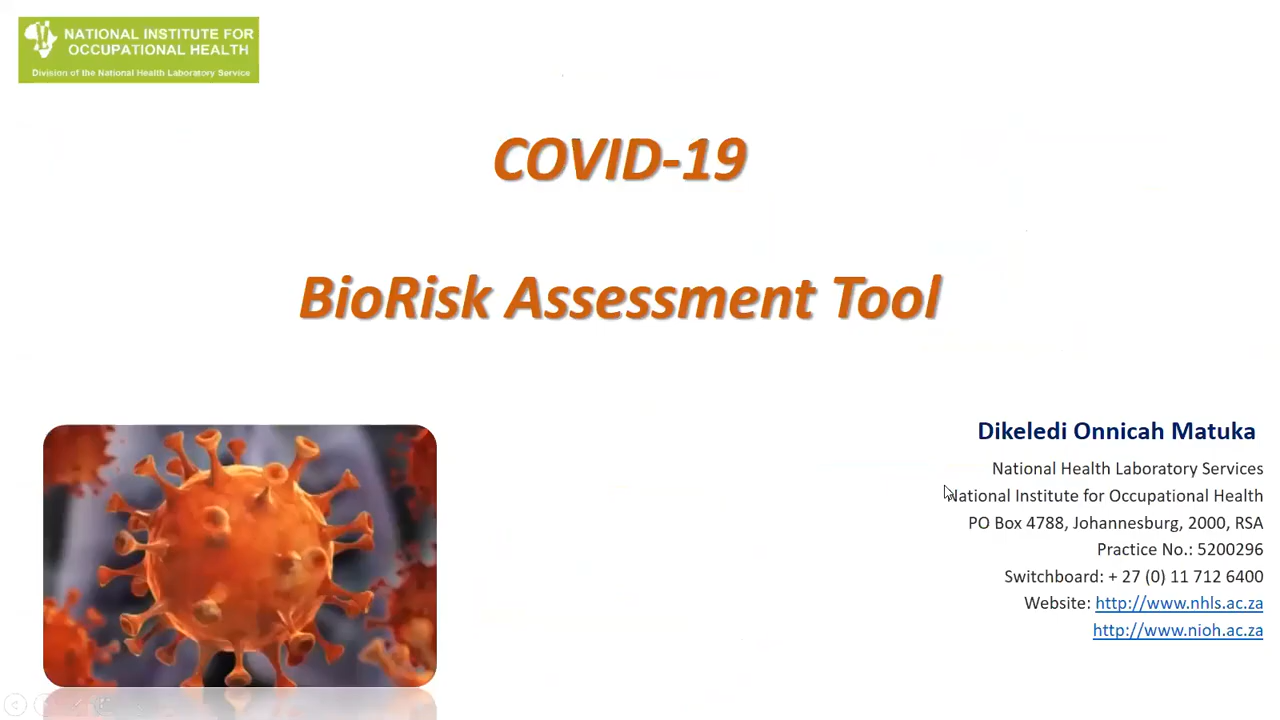 NATIONAL INSTITUTE FOR
OCCUPATIONAL HEALTH
Division of the National Health Laboratory Service
COVID-19
BioRisk Assessment Tool
Dikeledi Onnicah Matuka
National Health Laboratory Services
National Institute for Occupational Health
PO Box 4788, Johannesburg, 2000, RSA
Practice No.: 5200296
Switchboard: + 27 (0) 11 712 6400
Website: http://www.nhls.ac.za
http://www.nioh.ac.za